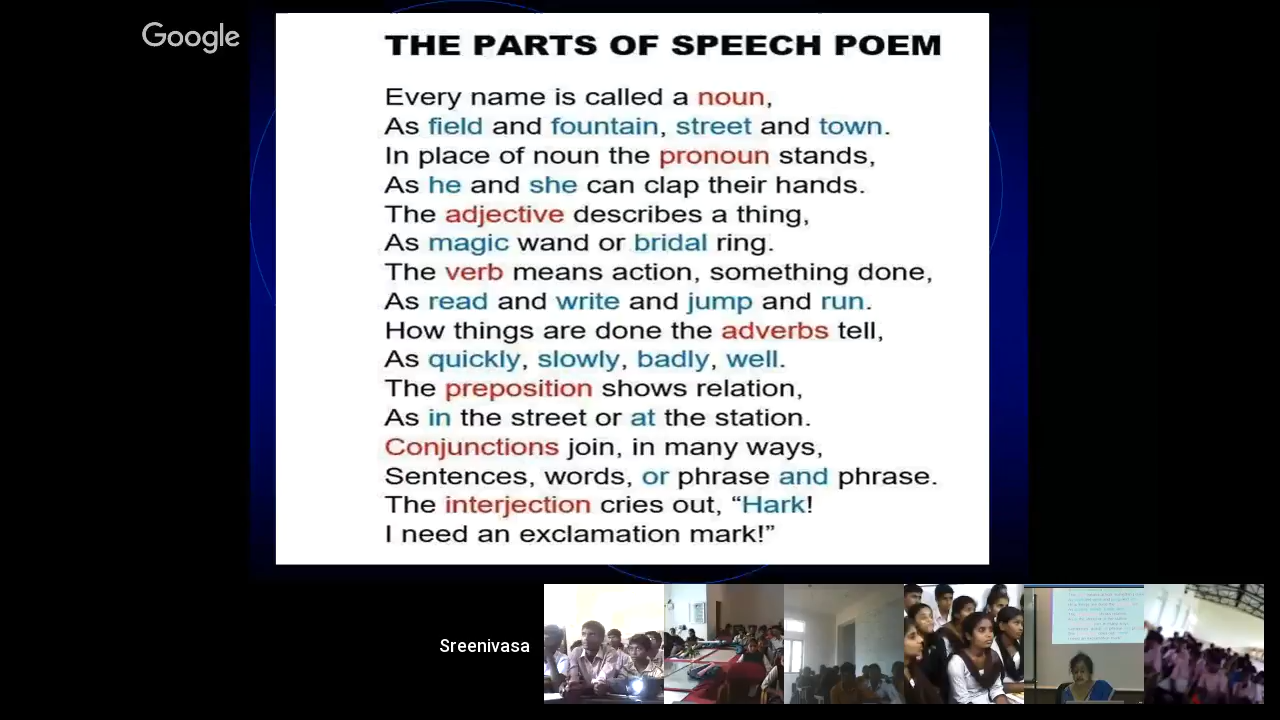 Google
THE PARTS OF SPEECH POEM
Every name is called a noun,
As field and fountain, street and town.
In place of noun the pronoun stands,
As he and she can clap their hands.
The adjective describes a thing,
As magic wand or bridal ring.
The verb means action, something done,
As read and write and jump and run.
How things are done the adverbs tell,
As quickly, slowly, badly, well.
The preposition shows relation,
As in the street or at the station.
Conjunctions join, in many ways,
Sentences, words, or phrase and phrase.
The interjection cries out, “Hark!
I need an exclamation mark!”
Sreenivasa